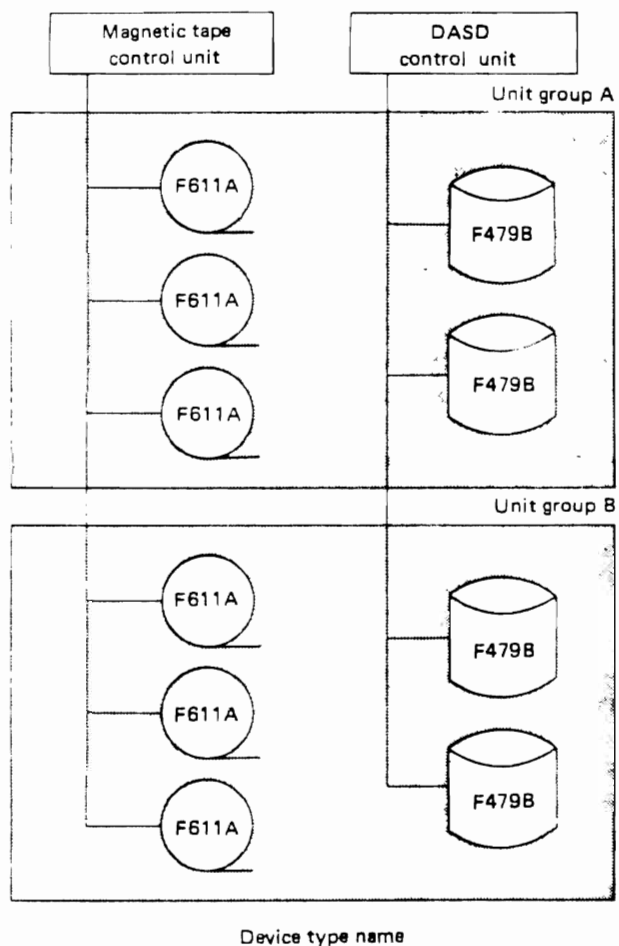 Magnetic tape
control unit
DASD
control unit
Unit group A
F611A
F611A
F611A
F479B
F479B
Unit group B
F611A
F611A
F611A
F479B
F479B
Device type name